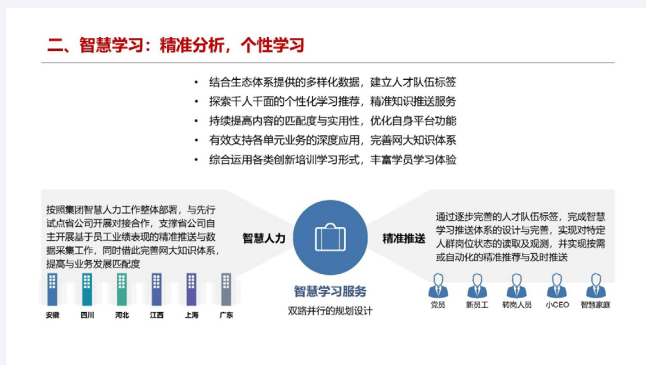 二、智慧学习：精准分析，个性学习
• 结合生态体系提供的多样化数据，建立人才队伍标签
• 探索千人千面的个性化学习推荐，精准知识推送服务
• 持续提高内容的匹配度与实用性，优化自身平台功能
• 有效支持各单元业务的深度应用，完善网大知识体系
• 综合运用各类创新培训学习形式，丰富学员学习体验
按照集团智慧人力工作整体部署，与先行
试点省公司开展对接合作，支撑省公司自
主开展基于员工业绩表现的精准推送与数
据采集工作，同时借此完善网大知识体系，
提高与业务发展匹配度
智慧人力
安徽
四川
河北
江西
上海
广东
智慧学习服务
双路并行的规划设计
精准推送
通过逐步完善的人才队伍标签，完成智慧
学习推送体系的设计与完善，实现对特定
人群岗位状态的读取及观测，并实现按需
或自动化的精准推荐与及时推送
党员
新员工
转岗人员
小CEO
智慧家庭